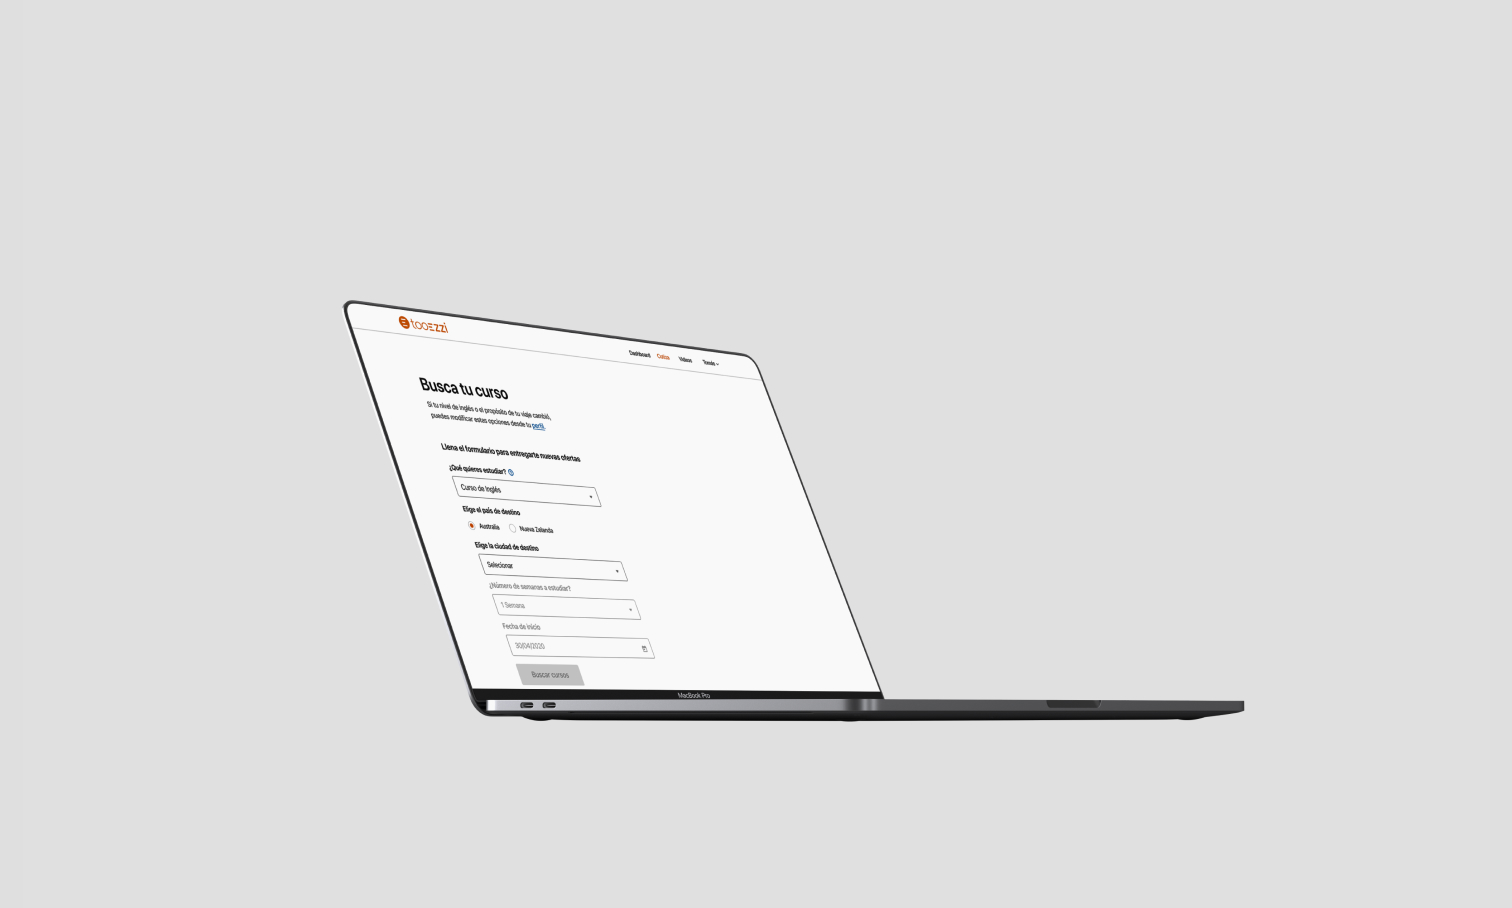 tooezzi
Dashboard Cursos Videos Tomás
Busca tu curso
Si tu nivel de inglés o el propósito de tu viaje cambió,
puedes modificar estas opciones desde tu perfil.
Llena el formulario para entregarte nuevas ofertas
¿Qué quieres estudiar?
Curso de Inglés
Elige el país de destino
Australia Nueva Zelanda
Elige la ciudad de destino
Selecionar
¿Número de semanas a estudiar?
1 Semana
Fecha de inicio
30/04/2020
Buscar cursos
MacBook Pro